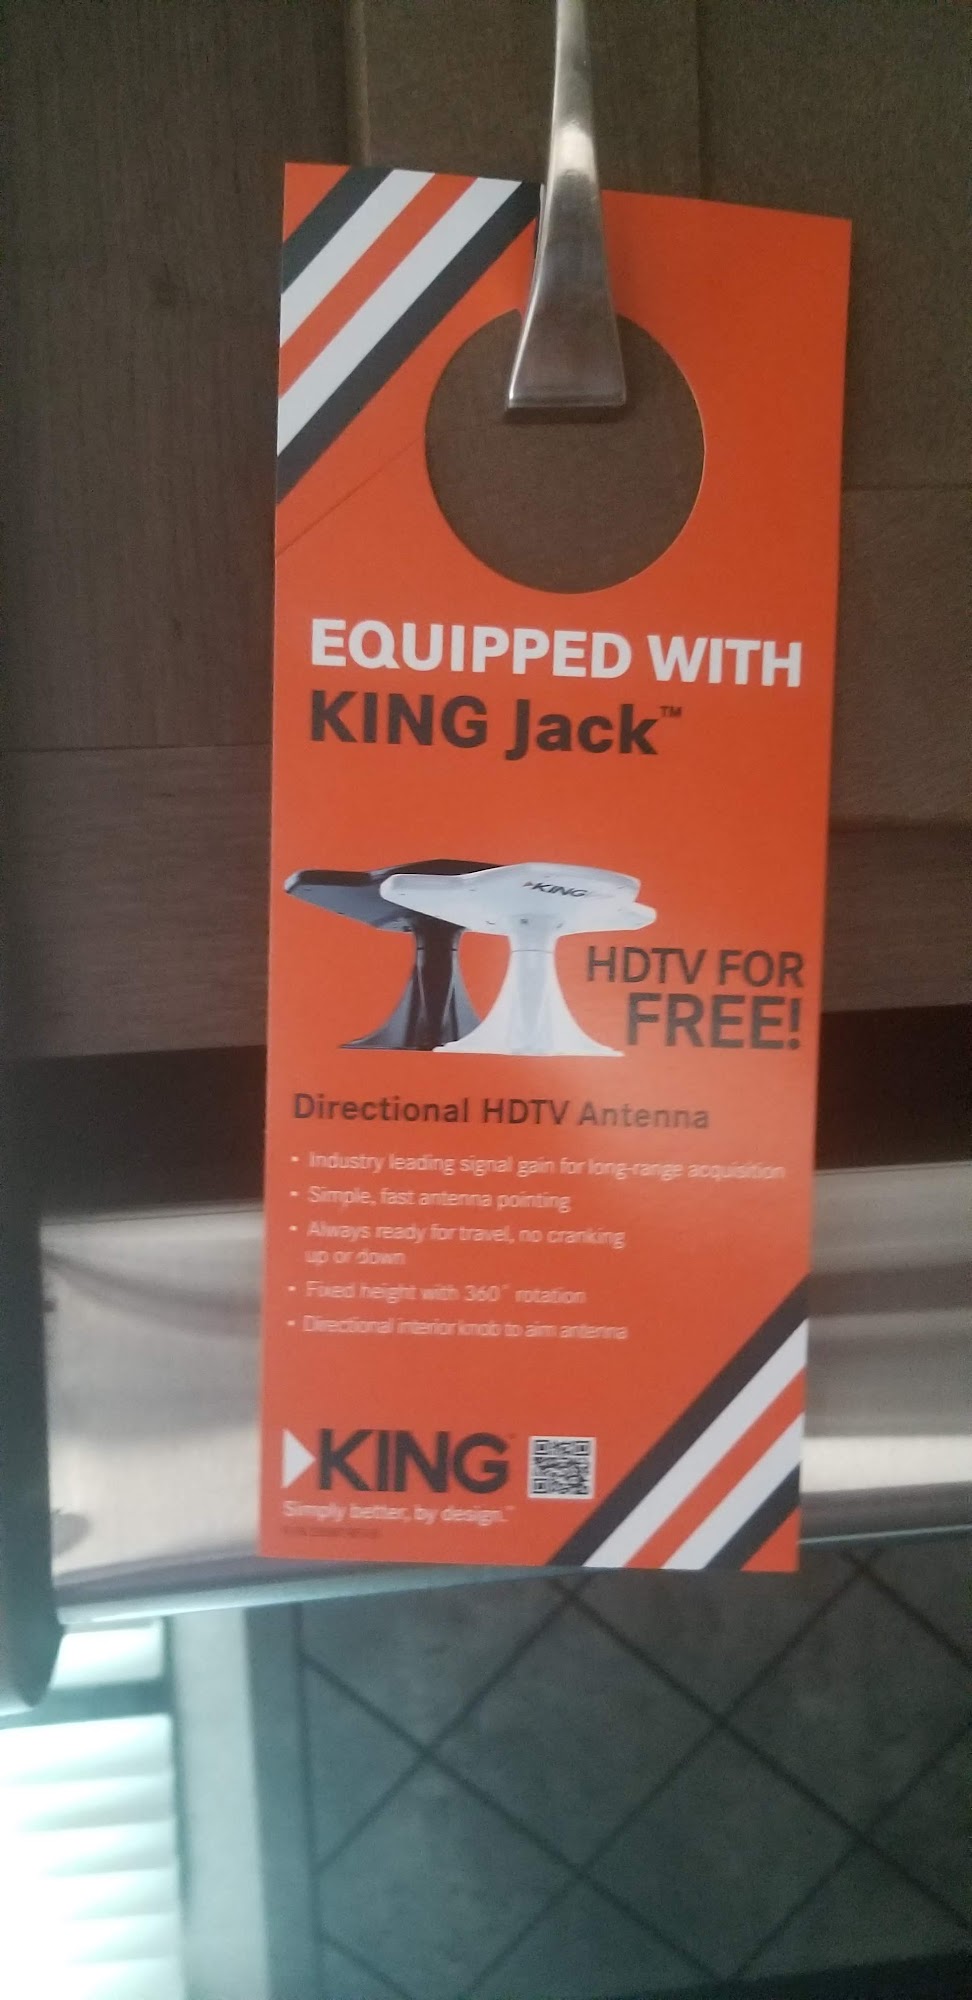 EQUIPPED WITH
KING Jack™
KING
HDTV FOR
FREE!
Directional HDTV Antenna
• Industry leading signal gain for long-range acquisition
• Simple, fast antenna pointing
• Always ready for travel, no cranking
up or down
• Fixed height with 360° rotation
• Directional interior knob to aim antenna
KING
Simply better, by design.™